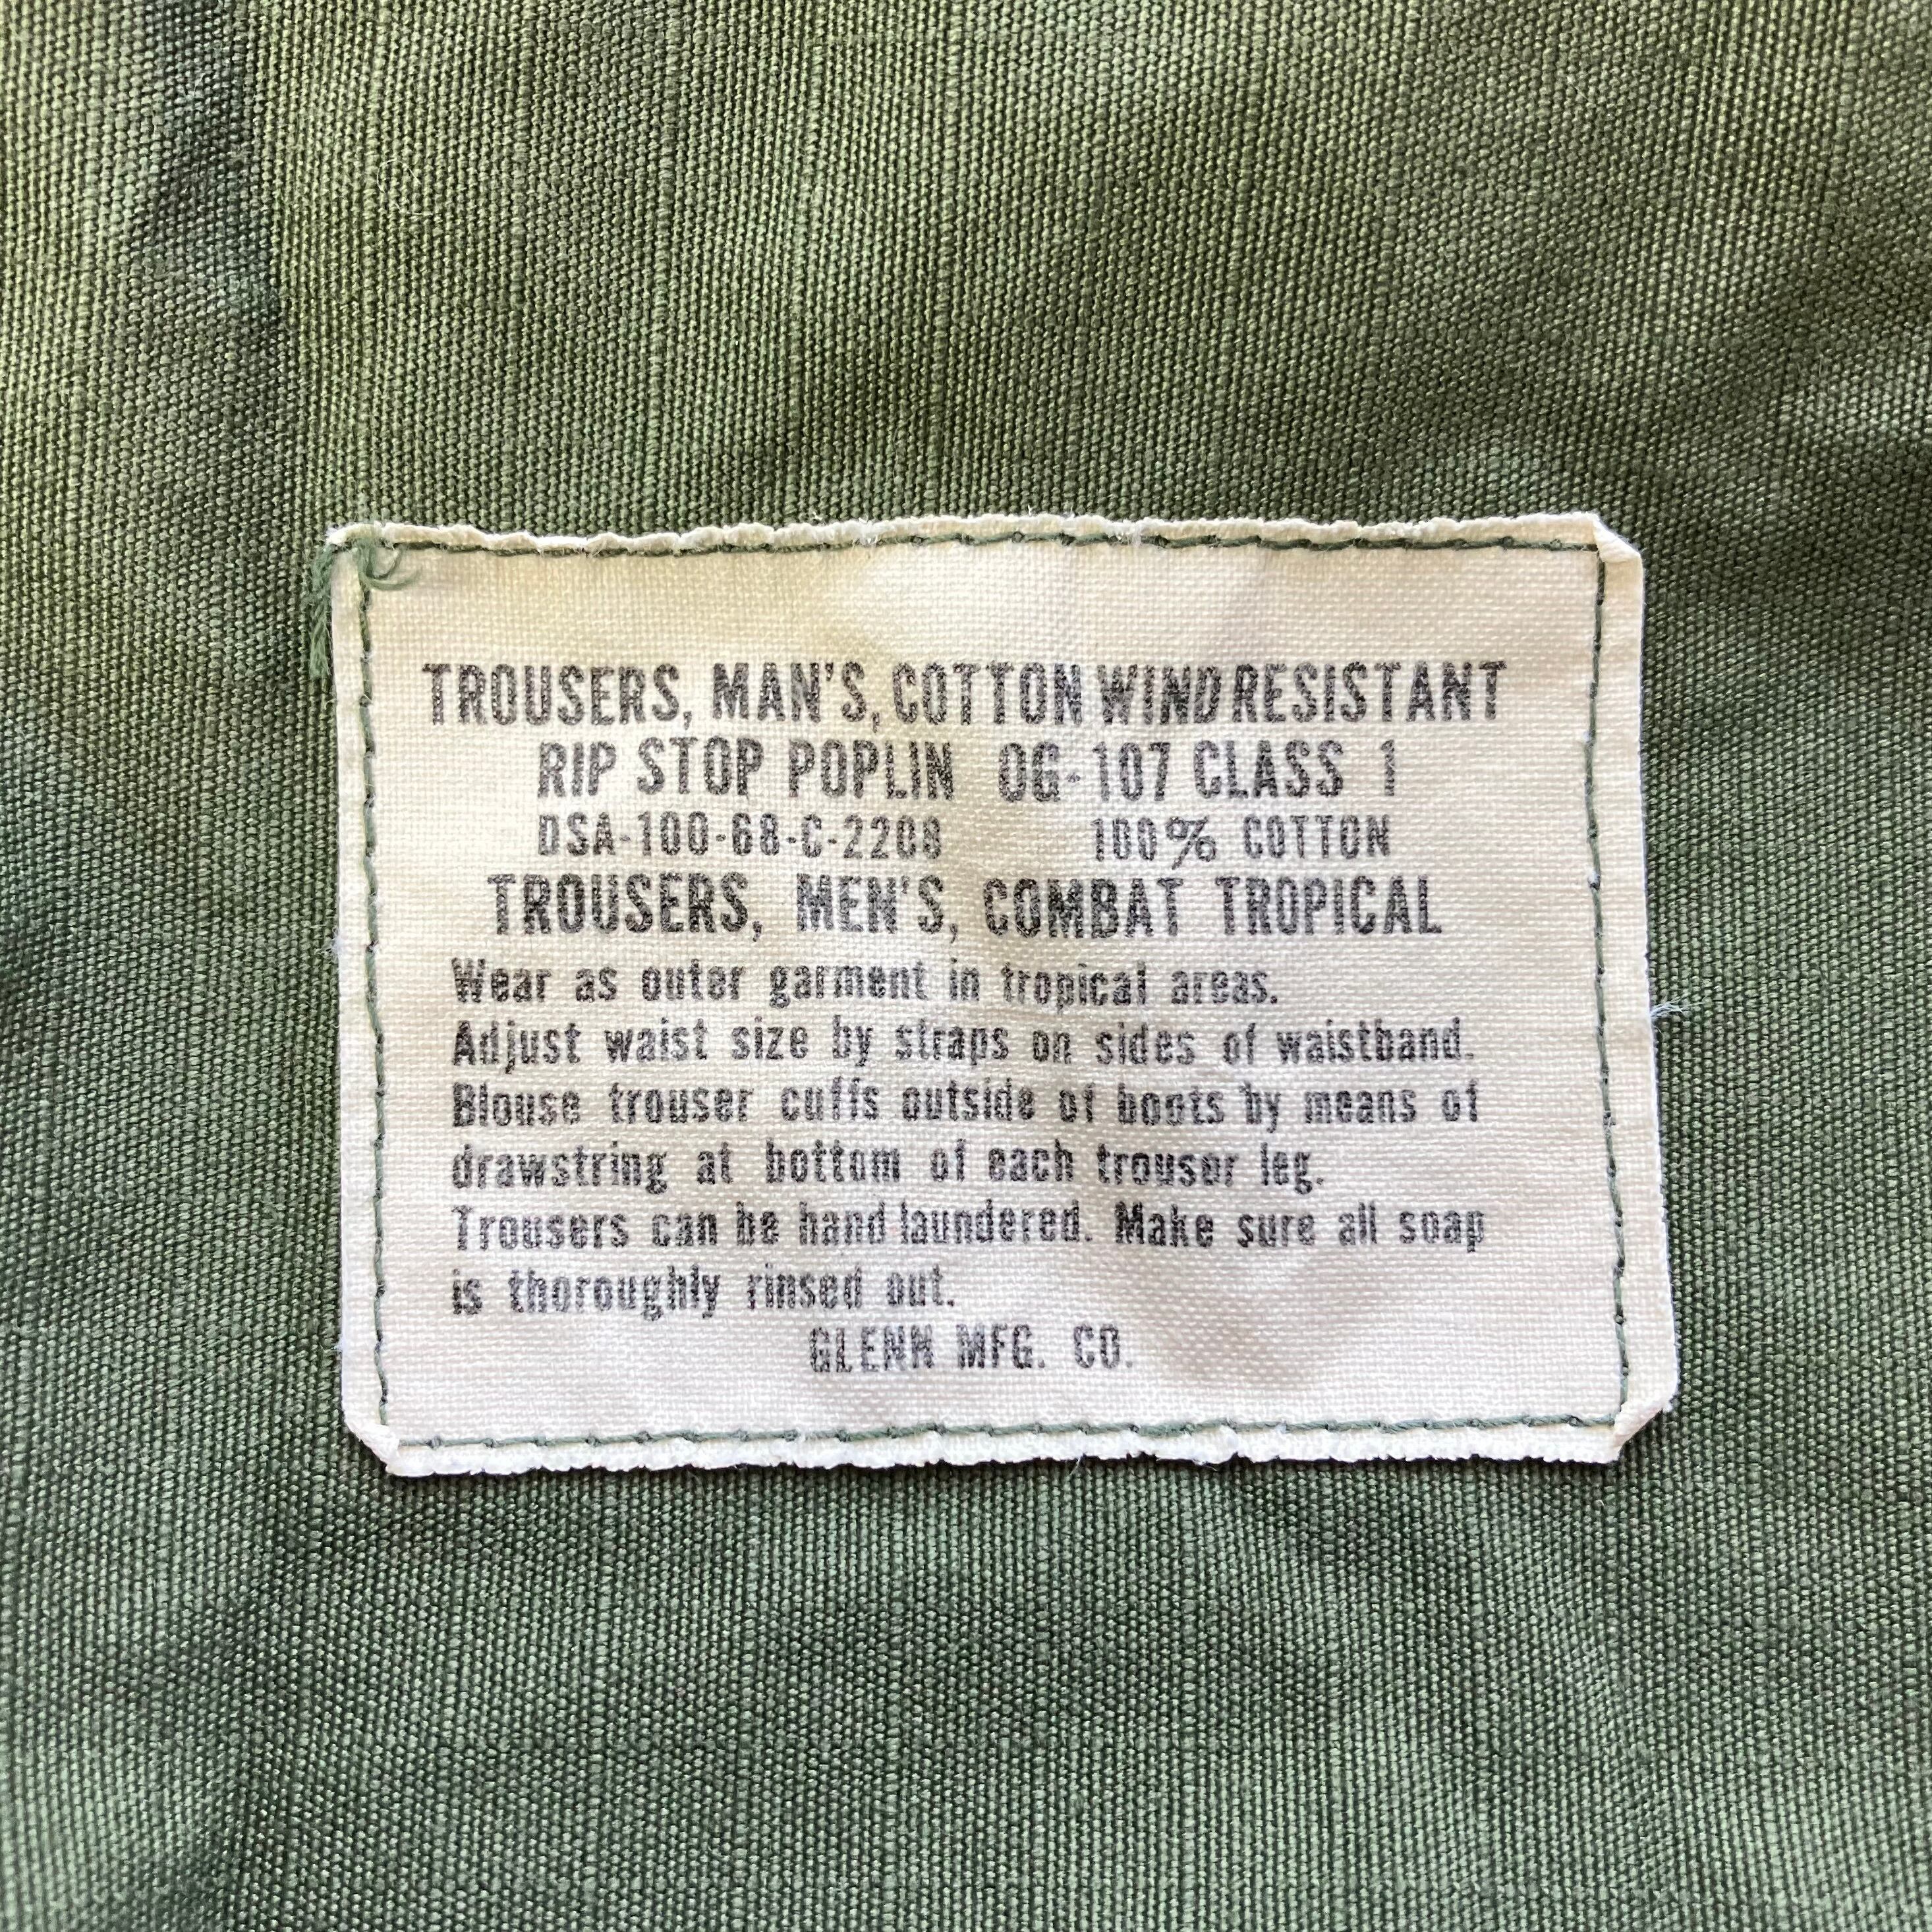 TROUSERS, MAN'S, COTTON WIND RESISTANT
RIP STOP POPLIN OG-107 CLASS 1
DSA-100-68-C-2208 100% COTTON
TROUSERS, MEN'S, COMBAT TROPICAL
Wear as outer garment in tropical areas.
Adjust waist size by straps on sides of waistband.
Blouse trouser cuffs outside of boots by means of
drawstring at bottom of each trouser leg.
Trousers can be hand laundered. Make sure all soap
is thoroughly rinsed out.
GLENN MFG. CO.